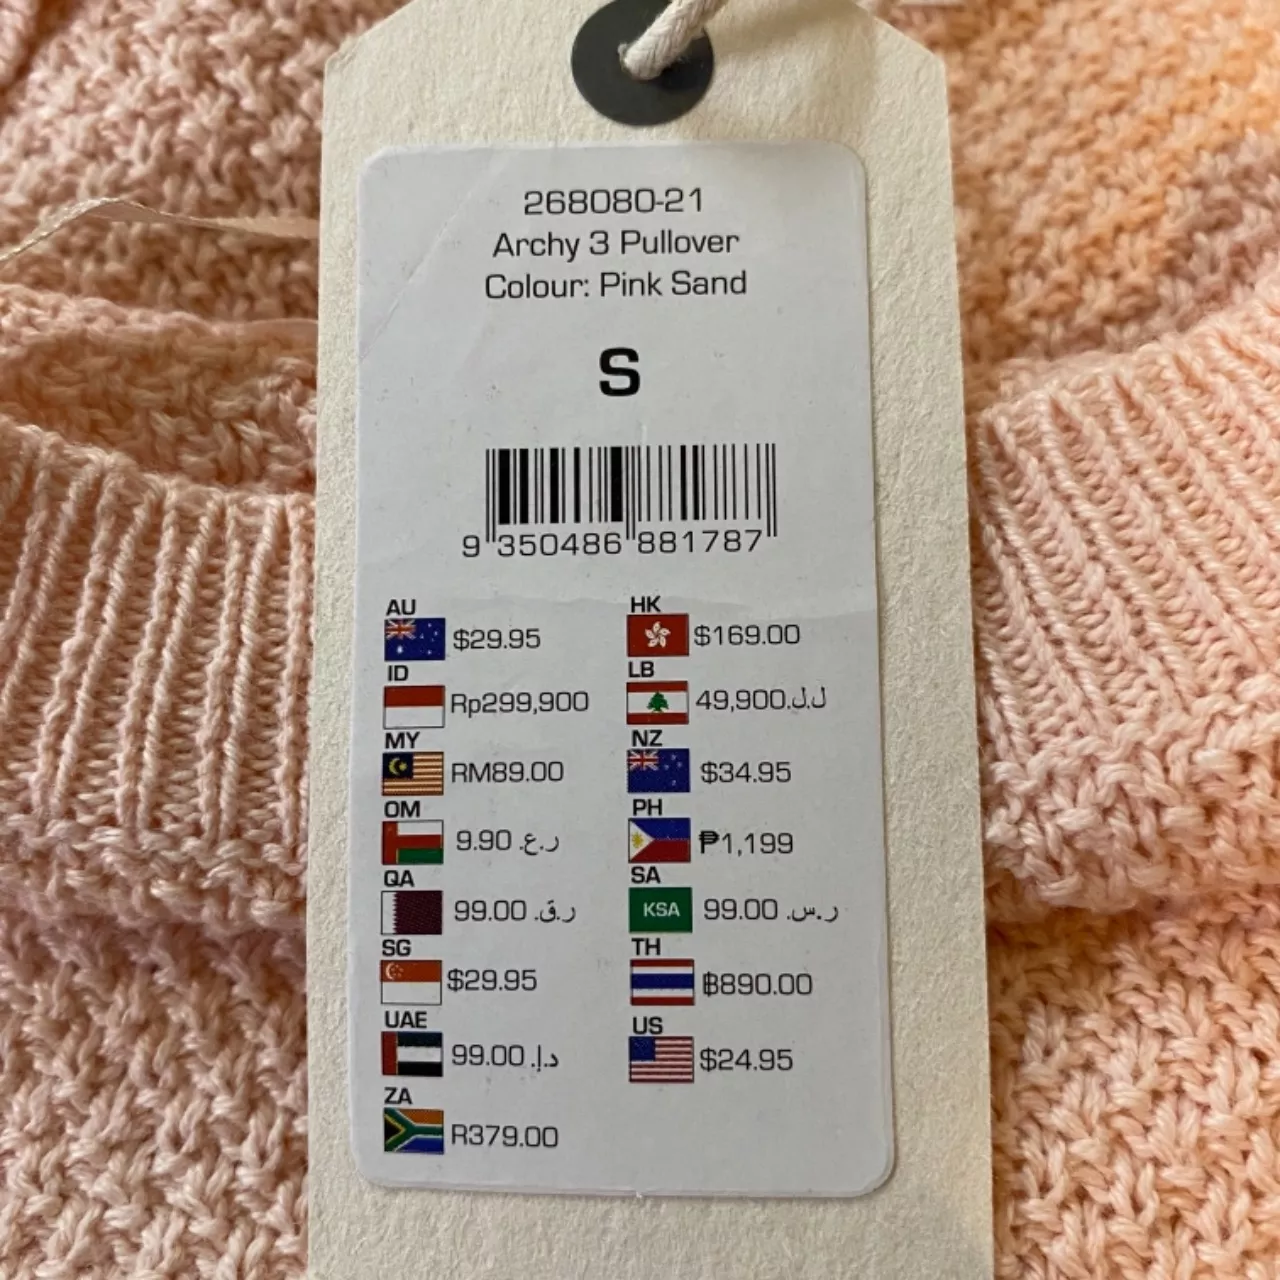 268080-21
Archy 3 Pullover
Colour: Pink Sand
S
9 350486 881787
AU
$29.95
HK
$169.00
ID
Rp299,900
LB
49,900.ل.ل
MY
RM89.00
NZ
$34.95
OM
9.90 ر.ع.
PH
₱1,199
QA
99.00 ر.ق.
SA
KSA
99.00 ر.س.
SG
$29.95
TH
฿890.00
UAE
99.00 د.إ.
US
$24.95
ZA
R379.00